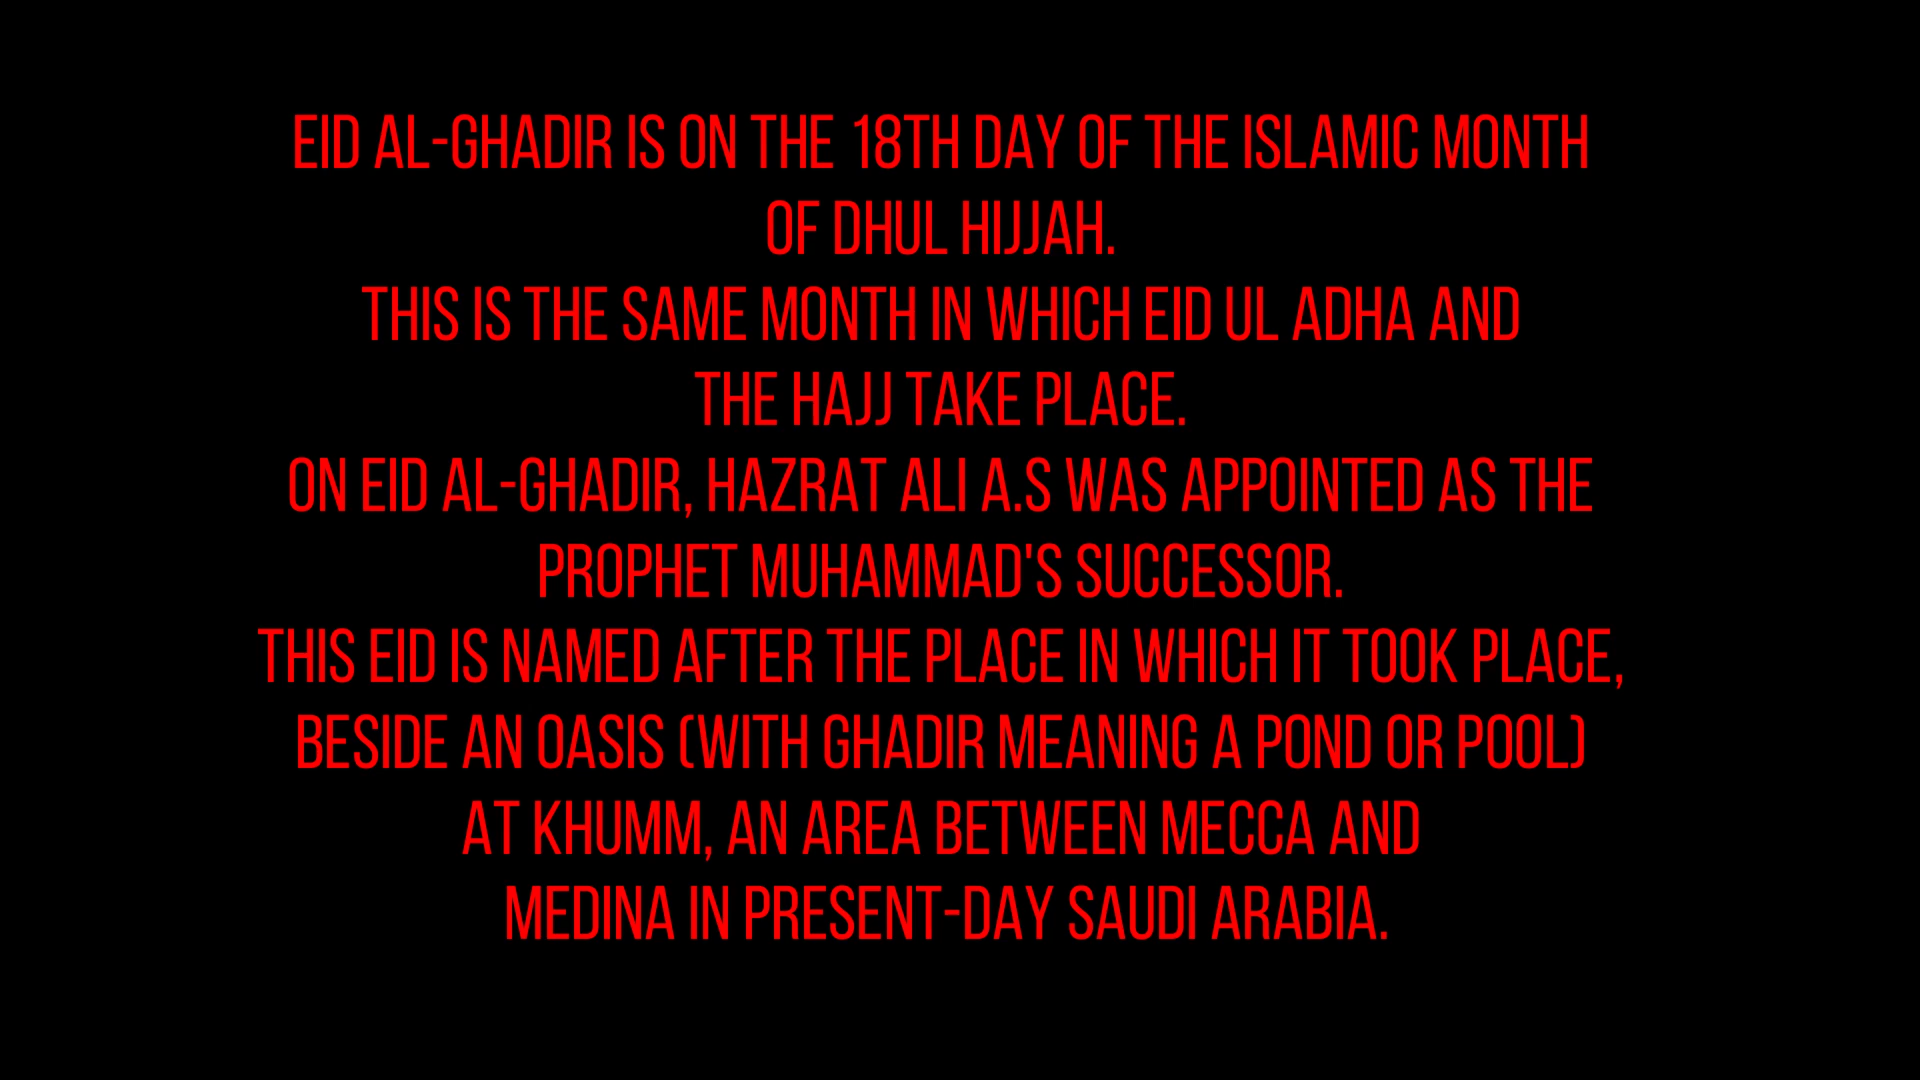 EID AL-GHADIR IS ON THE 18TH DAY OF THE ISLAMIC MONTH
OF DHUL HIJJAH.
THIS IS THE SAME MONTH IN WHICH EID UL ADHA AND
THE HAJJ TAKE PLACE.
ON EID AL-GHADIR, HAZRAT ALI A.S WAS APPOINTED AS THE
PROPHET MUHAMMAD'S SUCCESSOR.
THIS EID IS NAMED AFTER THE PLACE IN WHICH IT TOOK PLACE,
BESIDE AN OASIS (WITH GHADIR MEANING A POND OR POOL)
AT KHUMM, AN AREA BETWEEN MECCA AND
MEDINA IN PRESENT-DAY SAUDI ARABIA.